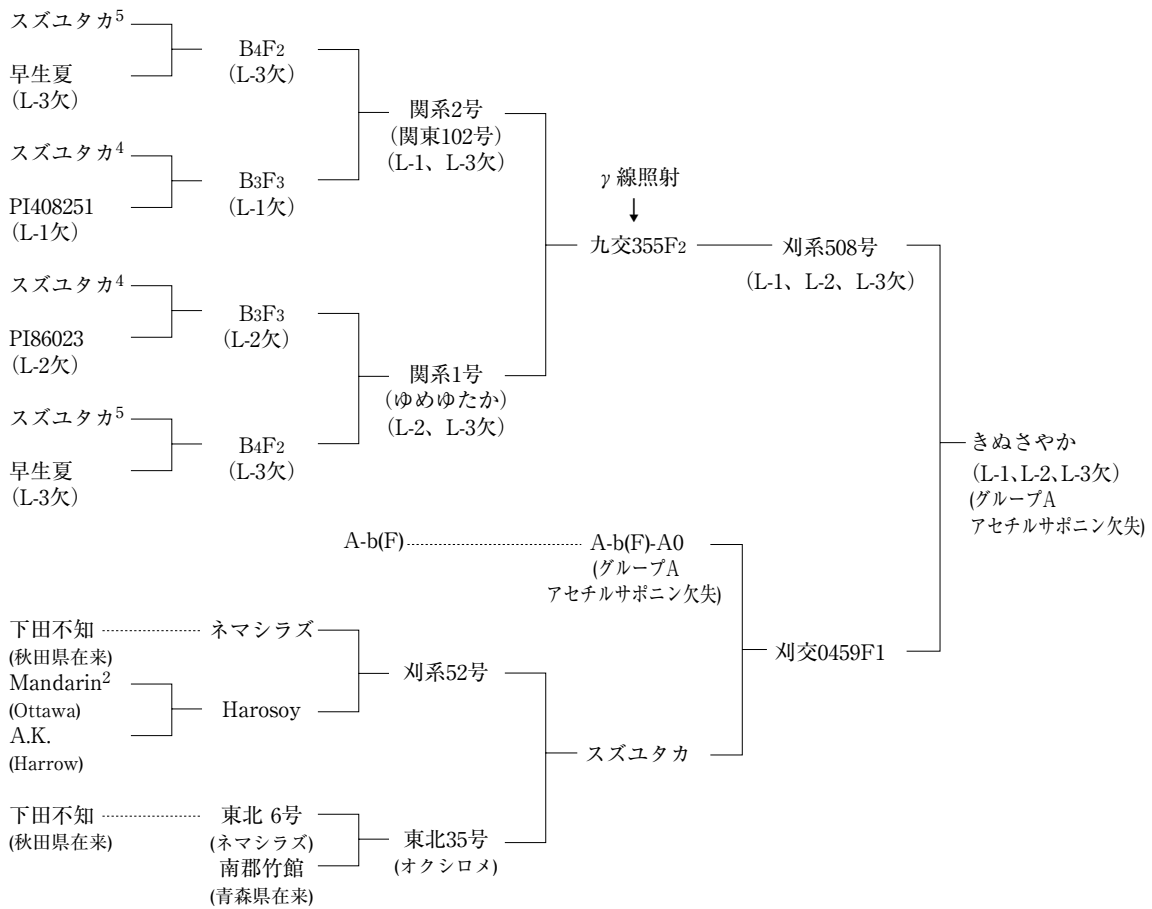 スズユタカ5
早生夏
(L-3欠)
B4F2
(L-3欠)
スズユタカ4
PI408251
(L-1欠)
B3F3
(L-1欠)
関系2号
(関東102号)
(L-1、L-3欠)
スズユタカ4
PI86023
(L-2欠)
B3F3
(L-2欠)
スズユタカ5
早生夏
(L-3欠)
B4F2
(L-3欠)
関系1号
(ゆめゆたか)
(L-2、L-3欠)
γ線照射
九交355F2
刈系508号
(L-1、L-2、L-3欠)
きぬさやか
(L-1、L-2、L-3欠)
(グループA
アセチルサポニン欠失)
A-b(F)
A-b(F)-A0
(グループA
アセチルサポニン欠失)
下田不知
(秋田県在来)
ネマシラズ
Mandarin2
(Ottawa)
A.K.
(Harrow)
Harosoy
刈系52号
下田不知
(秋田県在来)
東北 6号
(ネマシラズ)
南郡竹館
(青森県在来)
東北35号
(オクシロメ)
スズユタカ
刈交0459F1